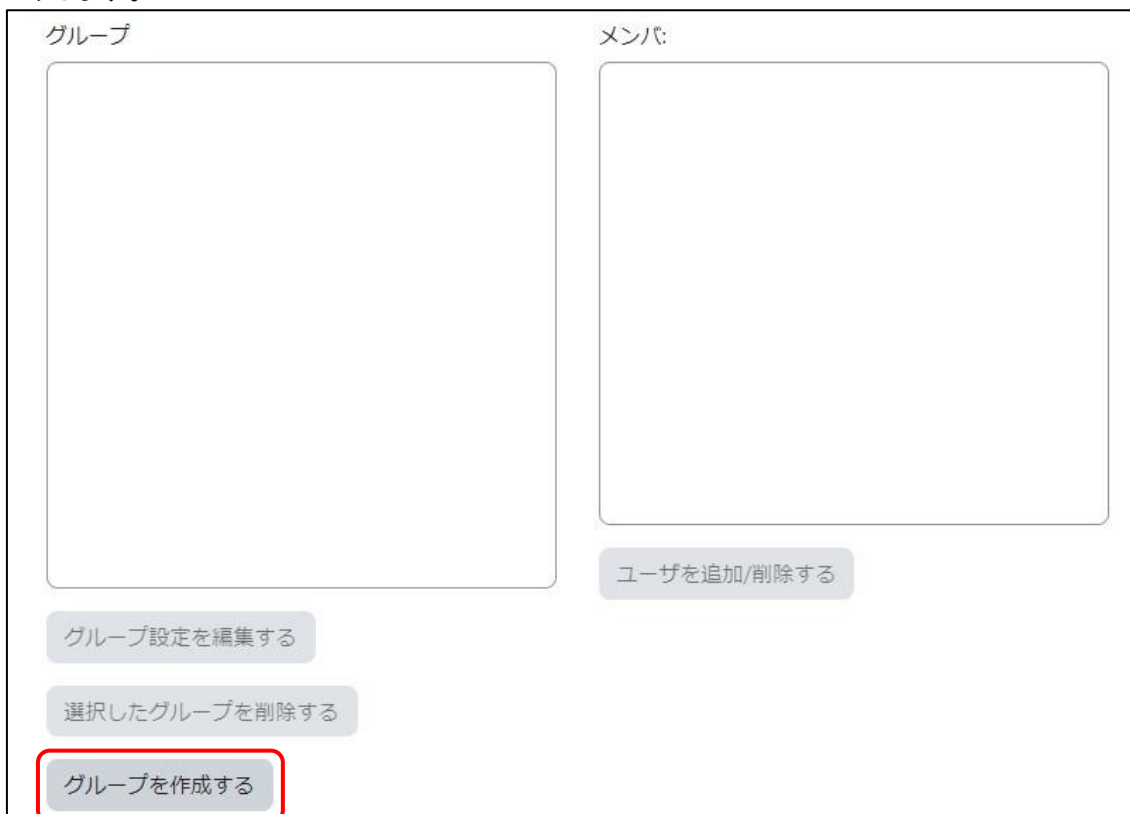 グループ
メンバ:
ユーザを追加/削除する
グループ設定を編集する
選択したグループを削除する
グループを作成する